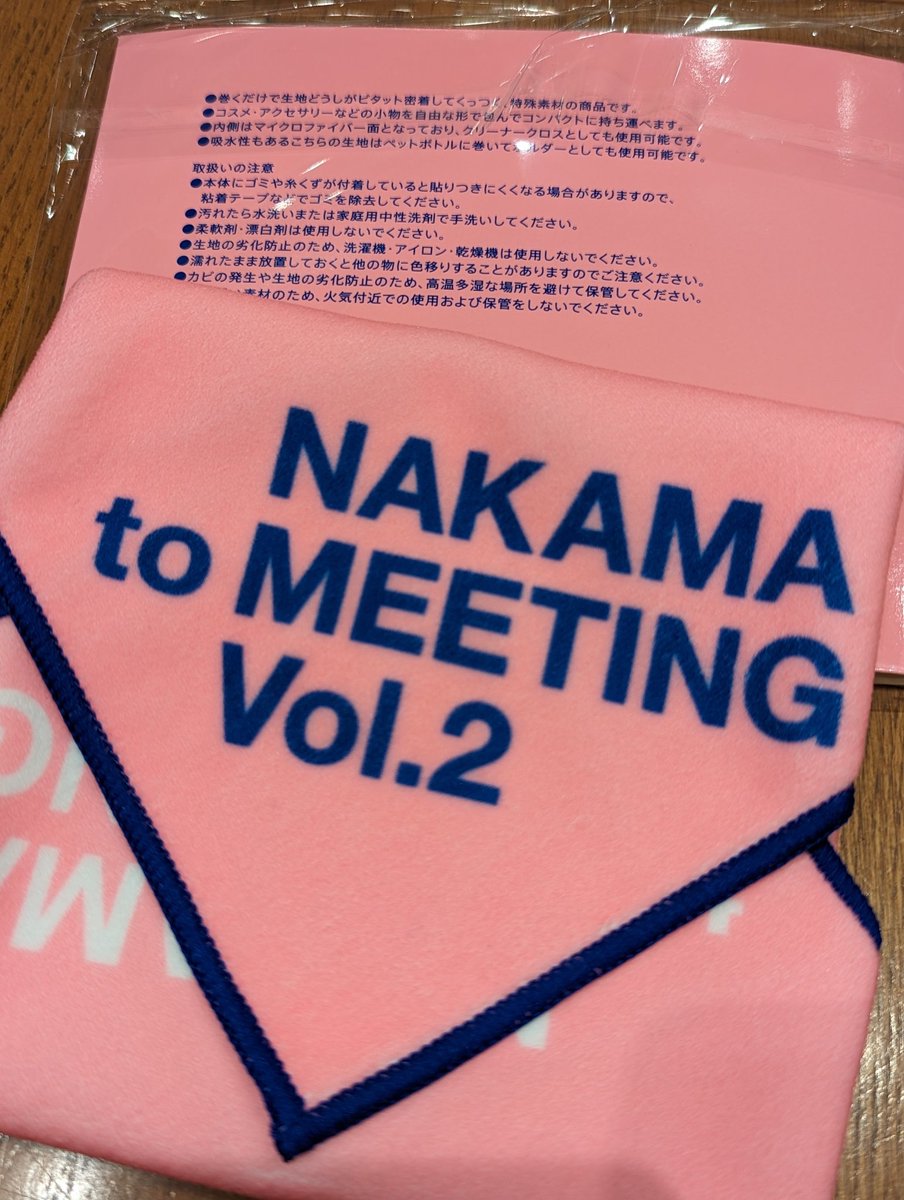 ●巻くだけで生地どうしがピタット密着してくっつく、特殊素材の商品です。
●コスメ・アクセサリーなどの小物を自由な形で包んでコンパクトに持ち運べます。
●内側はマイクロファイバー面となっており、クリーナークロスとしても使用可能です。
●吸水性もあるこちらの生地はペットボトルに巻いてホルダーとしても使用可能です。
取扱いの注意
●本体にゴミや糸くずが付着していると貼りつきにくくなる場合がありますので、
粘着テープなどでゴミを除去してください。
●汚れたら水洗いまたは家庭用中性洗剤で手洗いしてください。
●柔軟剤・漂白剤は使用しないでください。
●生地の劣化防止のため、洗濯機・アイロン・乾燥機は使用しないでください。
●濡れたまま放置しておくと他の物に色移りすることがありますのでご注意ください。
●カビの発生や生地の劣化防止のため、高温多湿な場所を避けて保管してください。
素材のため、火気付近での使用および保管をしないでください。
NAKAMA
to MEETING
Vol.2